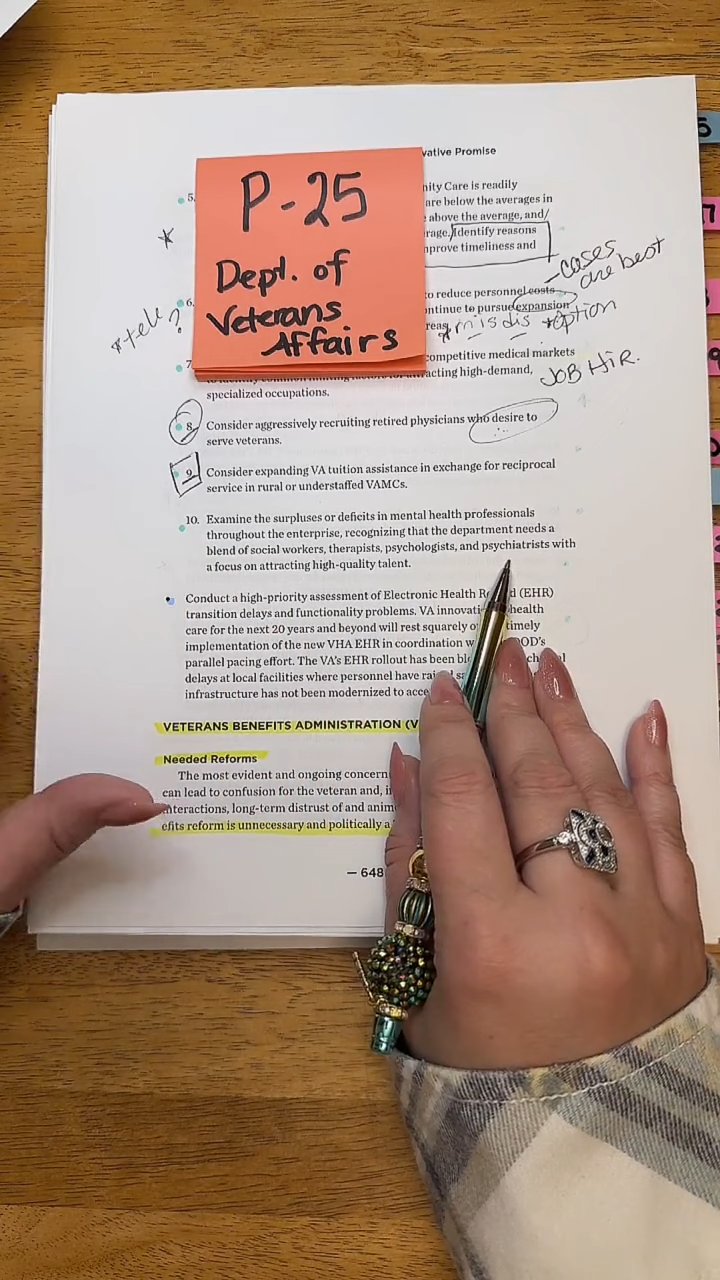 vative Promise
5.
nity Care is readily
are below the averages in
above the average, and/
rage. Identify reasons
nprove timeliness and
P-25
Dept. of
Veterans
Affairs
*
- cases
are best
6.
to reduce personnel costs
ontinue to pursue expansion
reas,
*tele?
*option
7.
competitive medical markets
acting high-demand,
specialized occupations.
JOB HIR.
8. Consider aggressively recruiting retired physicians who desire to
serve veterans.
9. Consider expanding VA tuition assistance in exchange for reciprocal
service in rural or understaffed VAMCs.
10. Examine the surpluses or deficits in mental health professionals
throughout the enterprise, recognizing that the department needs a
blend of social workers, therapists, psychologists, and psychiatrists with
a focus on attracting high-quality talent.
• Conduct a high-priority assessment of Electronic Health Re d (EHR)
transition delays and functionality problems. VA innovati health
care for the next 20 years and beyond will rest squarely o timely
implementation of the new VHA EHR in coordination w OD's
parallel pacing effort. The VA's EHR rollout has been
delays at local facilities where personnel have
infrastructure has not been modernized to
VETERANS BENEFITS ADMINISTRATION (V
Needed Reforms
The most evident and ongoing concern
can lead to confusion for the veteran and, i
interactions, long-term distrust of and
efits reform is unnecessary and politically a
— 648